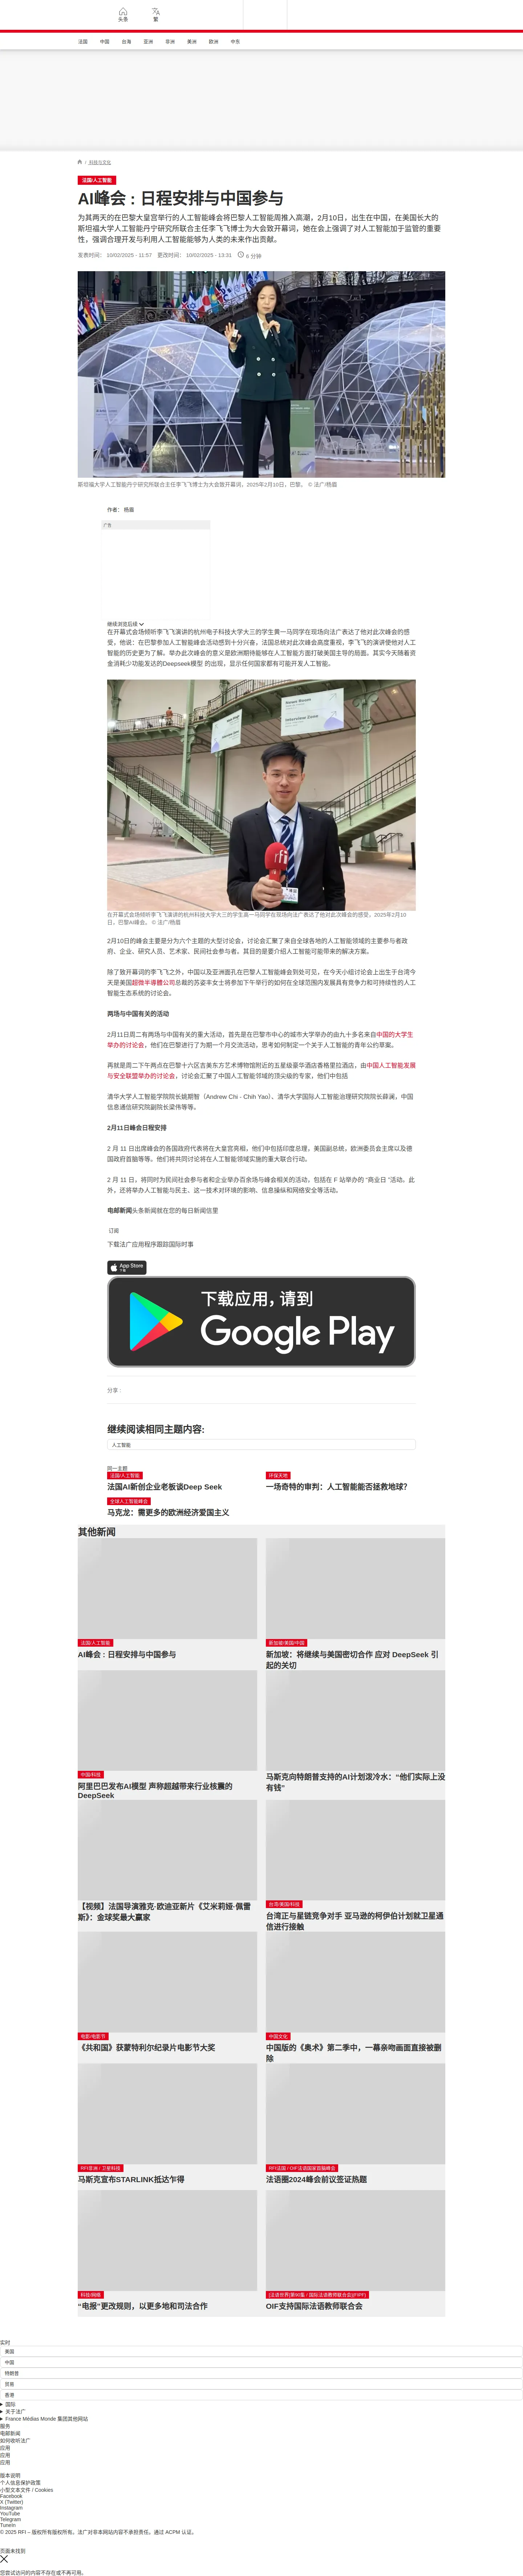 头条
繁
法国
中国
台海
亚洲
非洲
美洲
欧洲
中东
/ 科技与文化
法国/人工智能
AI峰会 : 日程安排与中国参与
为其两天的在巴黎大皇宫举行的人工智能峰会将巴黎人工智能周推入高潮，2月10日，出生在中国，在美国长大的
斯坦福大学人工智能丹宁研究所联合主任李飞飞博士为大会致开幕词，她在会上强调了对人工智能加于监管的重要
性，强调合理开发与利用人工智能能够为人类的未来作出贡献。
发表时间： 10/02/2025 - 11:57 更改时间： 10/02/2025 - 13:31 6 分钟
斯坦福大学人工智能丹宁研究所联合主任李飞飞博士为大会致开幕词，2025年2月10日，巴黎。 © 法广/杨眉
作者： 杨眉
广告
继续浏览后续
在开幕式会场倾听李飞飞演讲的杭州电子科技大学大三的学生黄一马同学在现场向法广表达了他对此次峰会的感
受，他说：在巴黎参加人工智能峰会活动感到十分兴奋，法国总统对此次峰会高度重视，李飞飞的演讲使他对人工
智能的历史更为了解。举办此次峰会的意义是欧洲期待能够在人工智能方面打破美国主导的局面。其实今天随着资
金消耗少功能发达的Deepseek模型 的出现，显示任何国家都有可能开发人工智能。
News Room
Interview Zone
在开幕式会场倾听李飞飞演讲的杭州科技大学大三的学生高一马同学在现场向法广表达了他对此次峰会的感受，2025年2月10
日，巴黎AI峰会。 © 法广/杨眉
2月10日的峰会主要是分为六个主题的大型讨论会，讨论会汇聚了来自全球各地的人工智能领域的主要参与者政
府、企业、研究人员、艺术家、民间社会参与者。其目的是要介绍人工智能可能带来的解决方案。
除了致开幕词的李飞飞之外，中国以及亚洲面孔在巴黎人工智能峰会到处可见，在今天小组讨论会上出生于台湾今
天是美国超微半導體公司总裁的苏姿丰女士将参加下午举行的如何在全球范围内发展具有竞争力和可持续性的人工
智能生态系统的讨论会。
两场与中国有关的活动
2月11日周二有两场与中国有关的重大活动，首先是在巴黎市中心的城市大学举办的由九十多名来自中国的大学生
举办的讨论会，他们在巴黎进行了为期一个月交流活动，思考如何制定一个关于人工智能的青年公约草案。
再就是周二下午两点在巴黎十六区吉美东方艺术博物馆附近的五星级豪华酒店香格里拉酒店，由中国人工智能发展
与安全联盟举办的讨论会，讨论会汇聚了中国人工智能邻域的顶尖级的专家，他们中包括
清华大学人工智能学院院长姚期智（Andrew Chi - Chih Yao）、清华大学国际人工智能治理研究院院长薛澜，中国
信息通信研究院副院长梁伟等等。
2月11日峰会日程安排
2 月 11 日出席峰会的各国政府代表将在大皇宫亮相，他们中包括印度总理，美国副总统，欧洲委员会主席以及德
国政府首脑等等。他们将共同讨论将在人工智能领域实施的重大联合行动。
2 月 11 日，将同时为民间社会参与者和企业举办百余场与峰会相关的活动，包括在 F 站举办的 “商业日 ”活动。此
外，还将举办人工智能与民主、这一技术对环境的影响、信息操纵和网络安全等活动。
电邮新闻头条新闻就在您的每日新闻信里
订阅
下载法广应用程序跟踪国际时事
App Store
下载
下载应用，请到
Google Play
分享 :
继续阅读相同主题内容:
人工智能
同一主题
法国/人工智能
法国AI新创企业老板谈Deep Seek
环保天地
一场奇特的审判：人工智能能否拯救地球？
全球人工智能峰会
马克龙：需更多的欧洲经济爱国主义
其他新闻
法国/人工智能
AI峰会 : 日程安排与中国参与
新加坡/美国/中国
新加坡：将继续与美国密切合作 应对 DeepSeek 引
起的关切
中国/科技
阿里巴巴发布AI模型 声称超越带来行业核震的
DeepSeek
马斯克向特朗普支持的AI计划泼冷水：“他们实际上没
有钱”
【视频】法国导演雅克·欧迪亚新片《艾米莉娅·佩雷
斯》：金球奖最大赢家
台湾/美国/科技
台湾正与星链竞争对手 亚马逊的柯伊伯计划就卫星通
信进行接触
电影/电影节
《共和国》获蒙特利尔纪录片电影节大奖
中国文化
中国版的《奥术》第二季中，一幕亲吻画面直接被删
除
RFI非洲 / 卫星科技
马斯克宣布STARLINK抵达乍得
RFI法国 / OIF法语国家首脑峰会
法语圈2024峰会前议签证热题
科技/网络
“电报”更改规则，以更多地和司法合作
[法语世界]第90集 / 国际法语教师联合会](FIPF)
OIF支持国际法语教师联合会
实时
美国
中国
特朗普
贸易
香港
国际
关于法广
France Médias Monde 集团其他网站
服务
电邮新闻
如何收听法广
应用
应用
应用
版本说明
个人信息保护政策
小型文本文件 / Cookies
Facebook
X (Twitter)
Instagram
YouTube
Telegram
TuneIn
© 2025 RFI – 版权所有版权所有。法广对非本网站内容不承担责任。通过 ACPM 认证。
页面未找到
您尝试访问的内容不存在或不再可用。